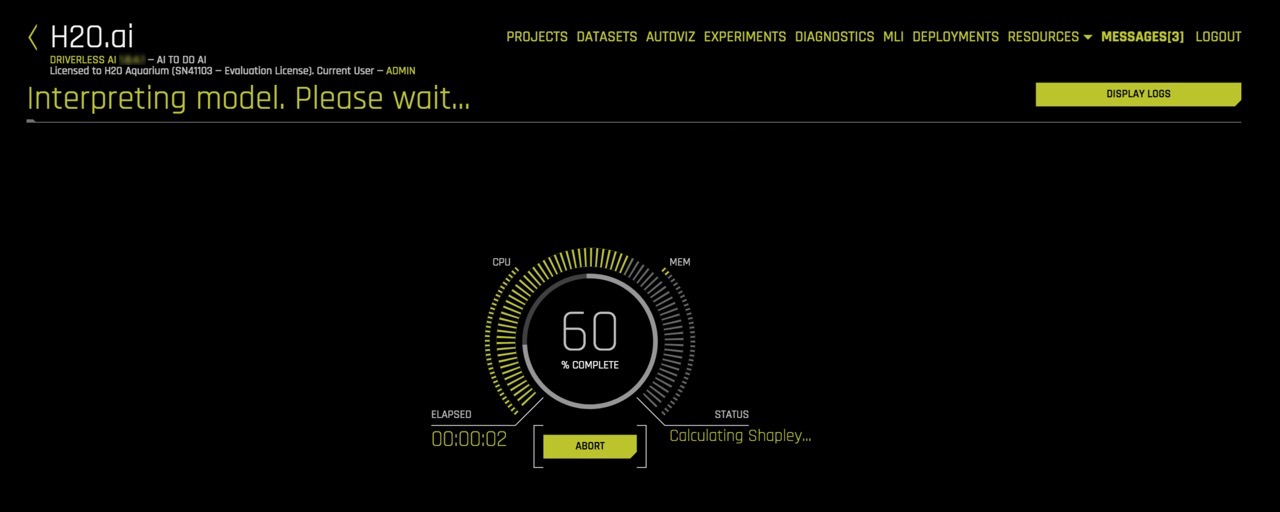 H2O.ai
PROJECTS DATASETS AUTOVIZ EXPERIMENTS DIAGNOSTICS MLI DEPLOYMENTS RESOURCES MESSAGES[3] LOGOUT
DRIVERLESS AI — AI TO DO AI
Licensed to H2O Aquarium (SN41103 — Evaluation License). Current User — ADMIN
Interpreting model. Please wait...
DISPLAY LOGS
CPU
MEM
60
% COMPLETE
ELAPSED
STATUS
00:00:02
Calculating Shapley...
ABORT